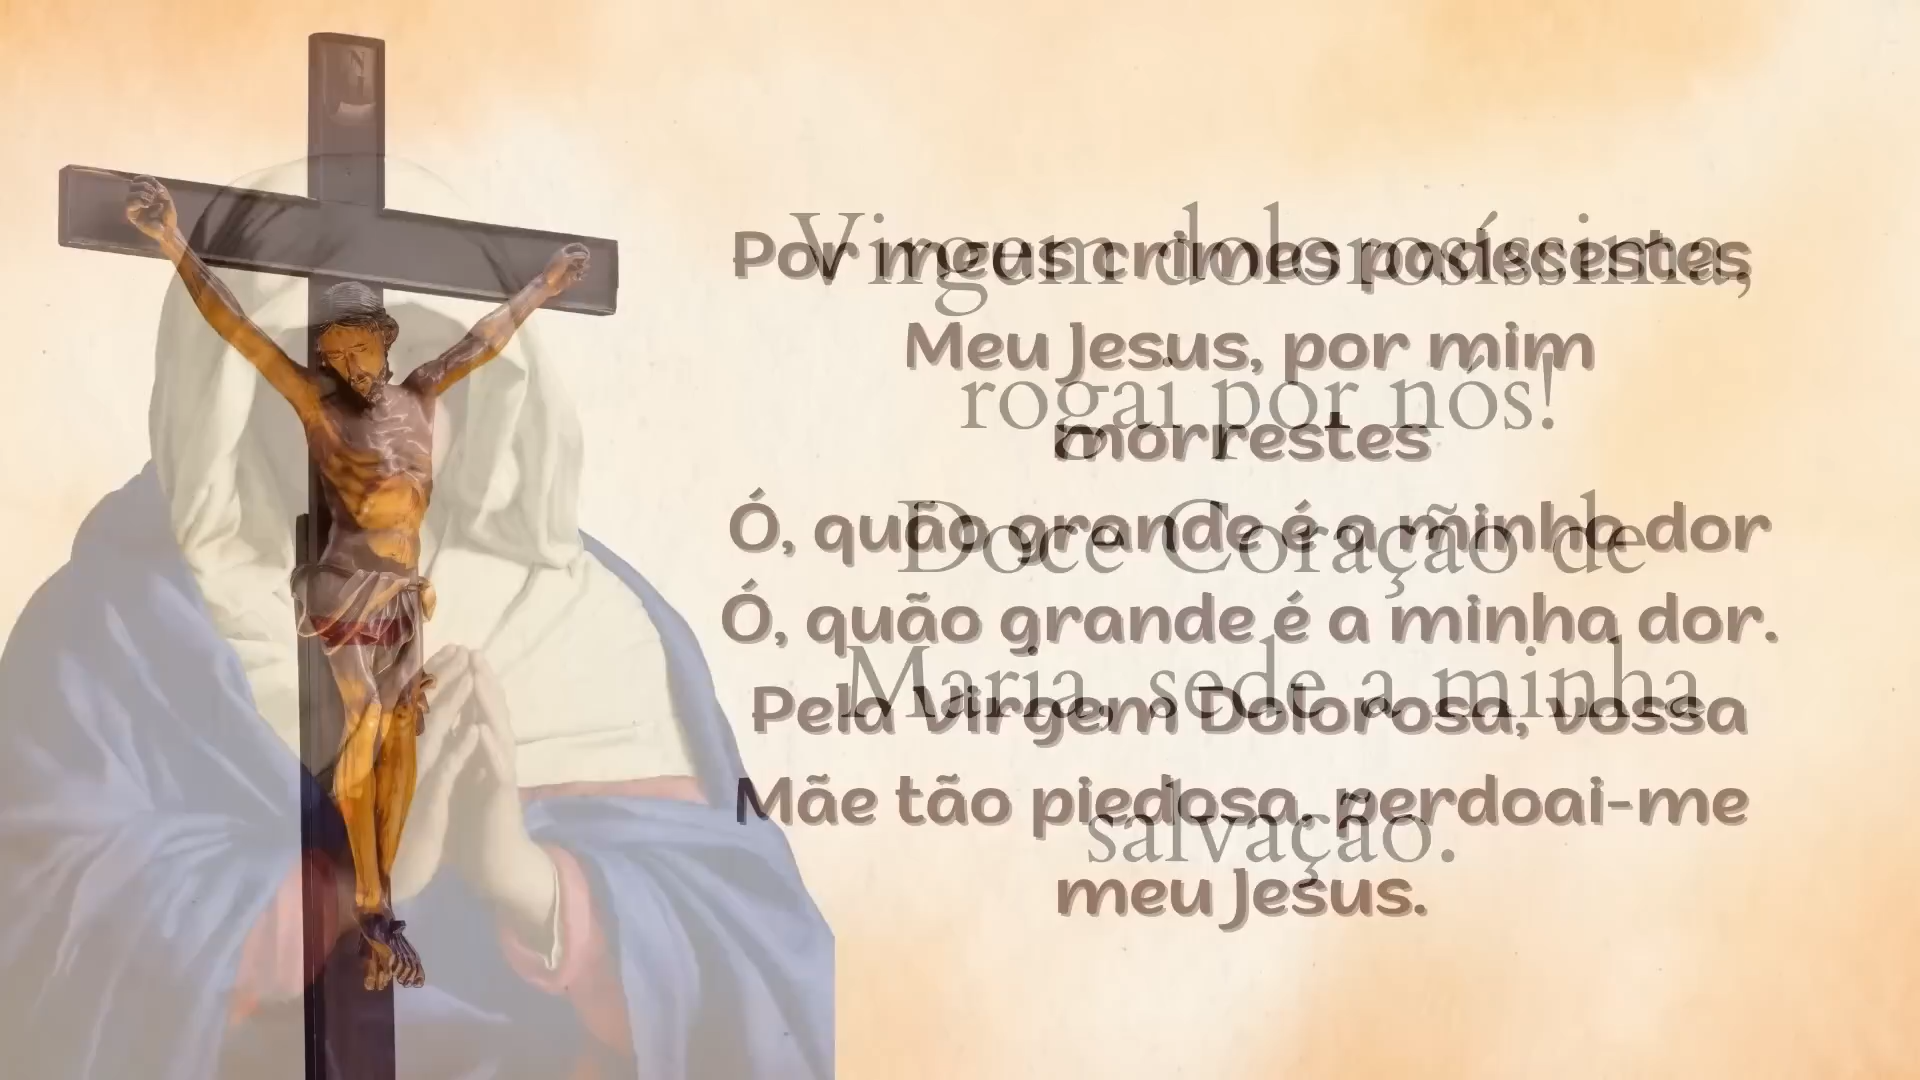 Virgem dolorosíssima,
rogai por nós!
Doce Coração de
Maria, sede a minha
salvação.
Por meus crimes padecestes,
Meu Jesus, por mim
morrestes
Ó, quão grande é a minha dor
Ó, quão grande é a minha dor.
Pela Virgem Dolorosa, vossa
Mãe tão piedosa, perdoai-me
meu Jesus.